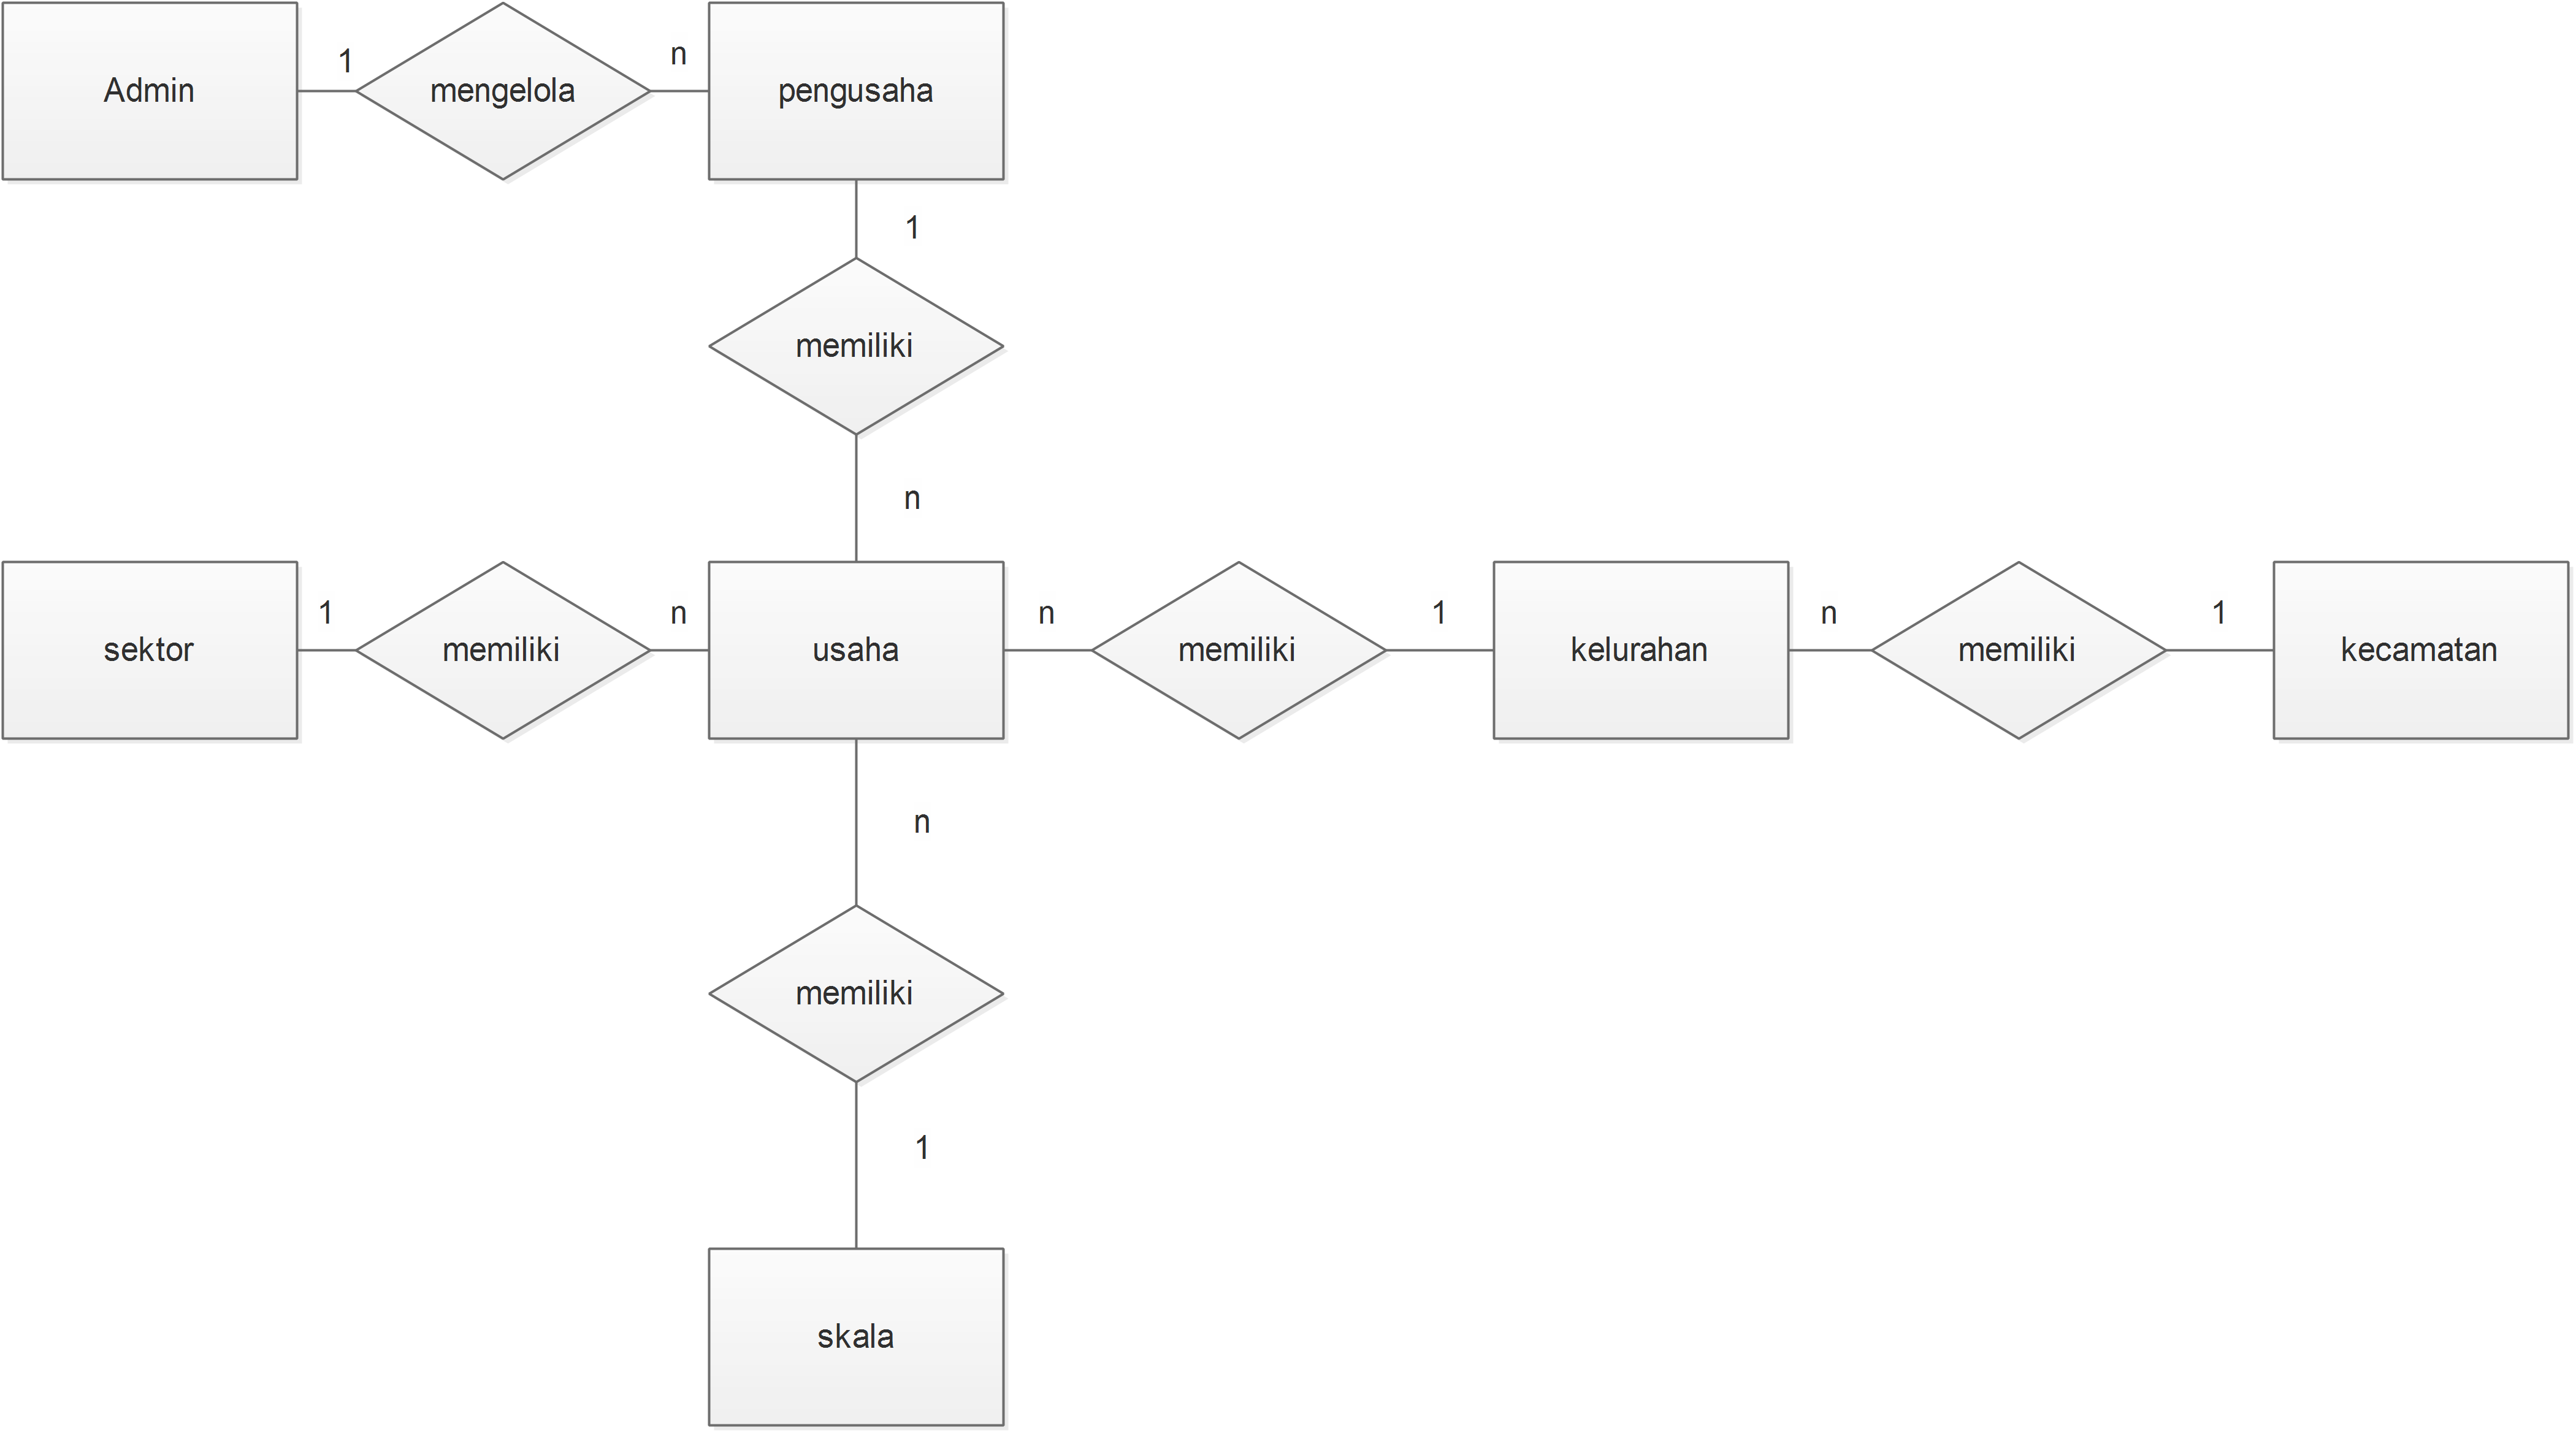 Admin
1
mengelola
n
pengusaha
1
memiliki
n
sektor
1
memiliki
n
usaha
n
memiliki
1
kelurahan
n
memiliki
1
kecamatan
n
memiliki
1
skala